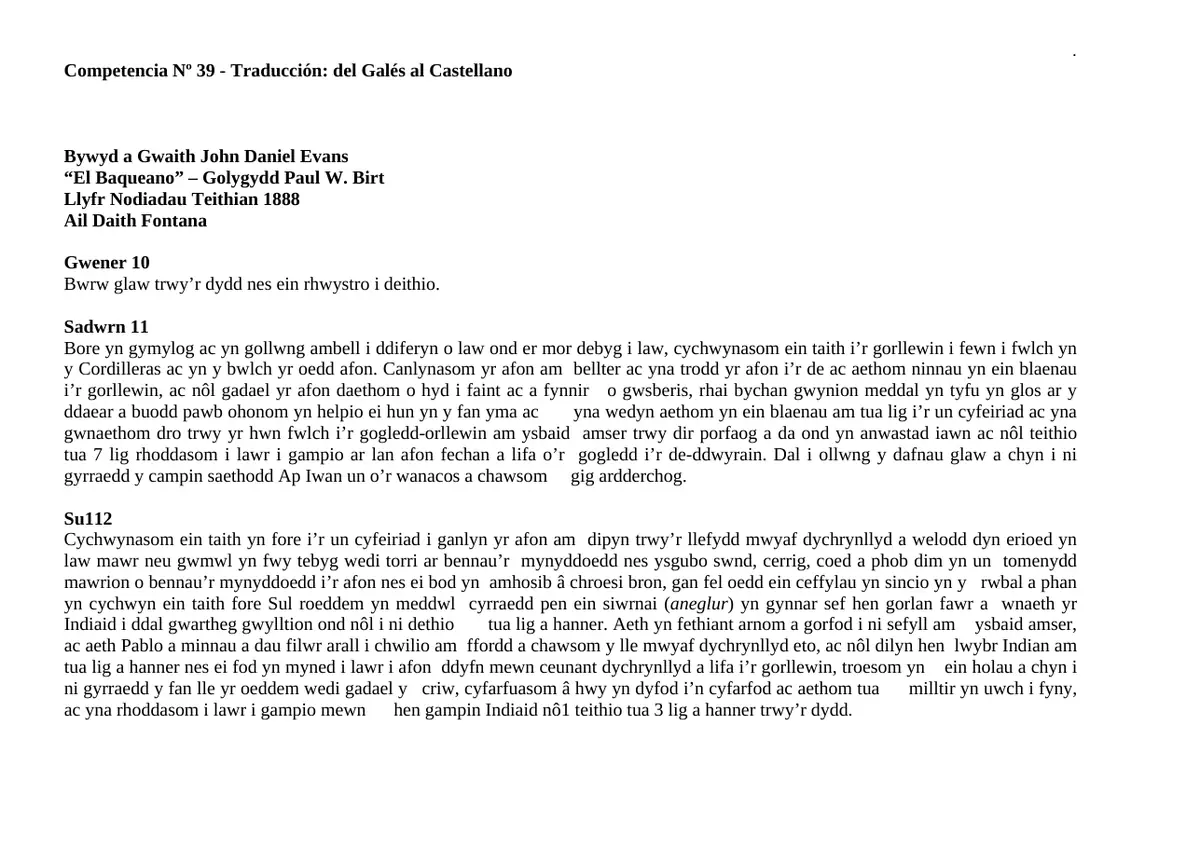 Competencia Nº 39 - Traducción: del Galés al Castellano
Bywyd a Gwaith John Daniel Evans
“El Baqueano” – Golygydd Paul W. Birt
Llyfr Nodiadau Teithian 1888
Ail Daith Fontana
Gwener 10
Bwrw glaw trwy’r dydd nes ein rhwystro i deithio.
Sadwrn 11
Bore yn gymylog ac yn gollwng ambell i ddiferyn o law ond er mor debyg i law, cychwynasom ein taith i’r gorllewin i fewn i fwlch yn
y Cordilleras ac yn y bwlch yr oedd afon. Canlynasom yr afon am bellter ac yna trodd yr afon i’r de ac aethom ninnau yn ein blaenau
i’r gorllewin, ac nôl gadael yr afon daethom o hyd i faint ac a fynnir o gwsberis, rhai bychan gwynion meddal yn tyfu yn glos ar y
ddaear a buodd pawb ohonom yn helpio ei hun yn y fan yma ac yna wedyn aethom yn ein blaenau am tua lig i’r un cyfeiriad ac yna
gwnaethom dro trwy yr hwn fwlch i’r gogledd-orllewin am ysbaid amser trwy dir porfaog a da ond yn anwastad iawn ac nôl teithio
tua 7 lig rhoddasom i lawr i gampio ar lan afon fechan a lifa o’r gogledd i’r de-ddwyrain. Dal i ollwng y dafnau glaw a chyn i ni
gyrraedd y campin saethodd Ap Iwan un o’r wanacos a chawsom gig ardderchog.
Su112
Cychwynasom ein taith yn fore i’r un cyfeiriad i ganlyn yr afon am dipyn trwy’r llefydd mwyaf dychrynllyd a welodd dyn erioed yn
law mawr neu gwmwl yn fwy tebyg wedi torri ar bennau’r mynyddoedd nes ysgubo swnd, cerrig, coed a phob dim yn un tomenydd
mawrion o bennau’r mynyddoedd i’r afon nes ei bod yn amhosib â chroesi bron, gan fel oedd ein ceffylau yn sincio yn y rwbal a phan
yn cychwyn ein taith fore Sul roeddem yn meddwl cyrraedd pen ein siwrnai (aneglur) yn gynnar sef hen gorlan fawr a wnaeth yr
Indiaid i ddal gwartheg gwylltion ond nôl i ni dethio tua lig a hanner. Aeth yn fethiant arnom a gorfod i ni sefyll am ysbaid amser,
ac aeth Pablo a minnau a dau filwr arall i chwilio am ffordd a chawsom y lle mwyaf dychrynllyd eto, ac nôl dilyn hen lwybr Indian am
tua lig a hanner nes ei fod yn myned i lawr i afon ddyfn mewn ceunant dychrynllyd a lifa i’r gorllewin, troesom yn ein holau a chyn i
ni gyrraedd y fan lle yr oeddem wedi gadael y criw, cyfarfuasom â hwy yn dyfod i’n cyfarfod ac aethom tua milltir yn uwch i fyny,
ac yna rhoddasom i lawr i gampio mewn hen gampin Indiaid nô1 teithio tua 3 lig a hanner trwy’r dydd.